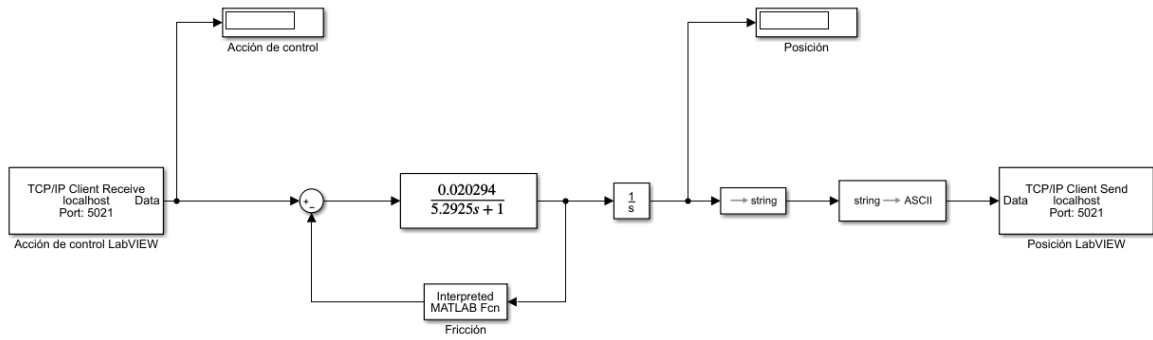 Acción de control
Posición
TCP/IP Client Receive
localhost
Port: 5021
Data
Acción de control LabVIEW
+
−
0.020294
5.2925s + 1
1
s
→ string
string → ASCII
Data
TCP/IP Client Send
localhost
Port: 5021
Posición LabVIEW
Interpreted
MATLAB Fcn
Fricción